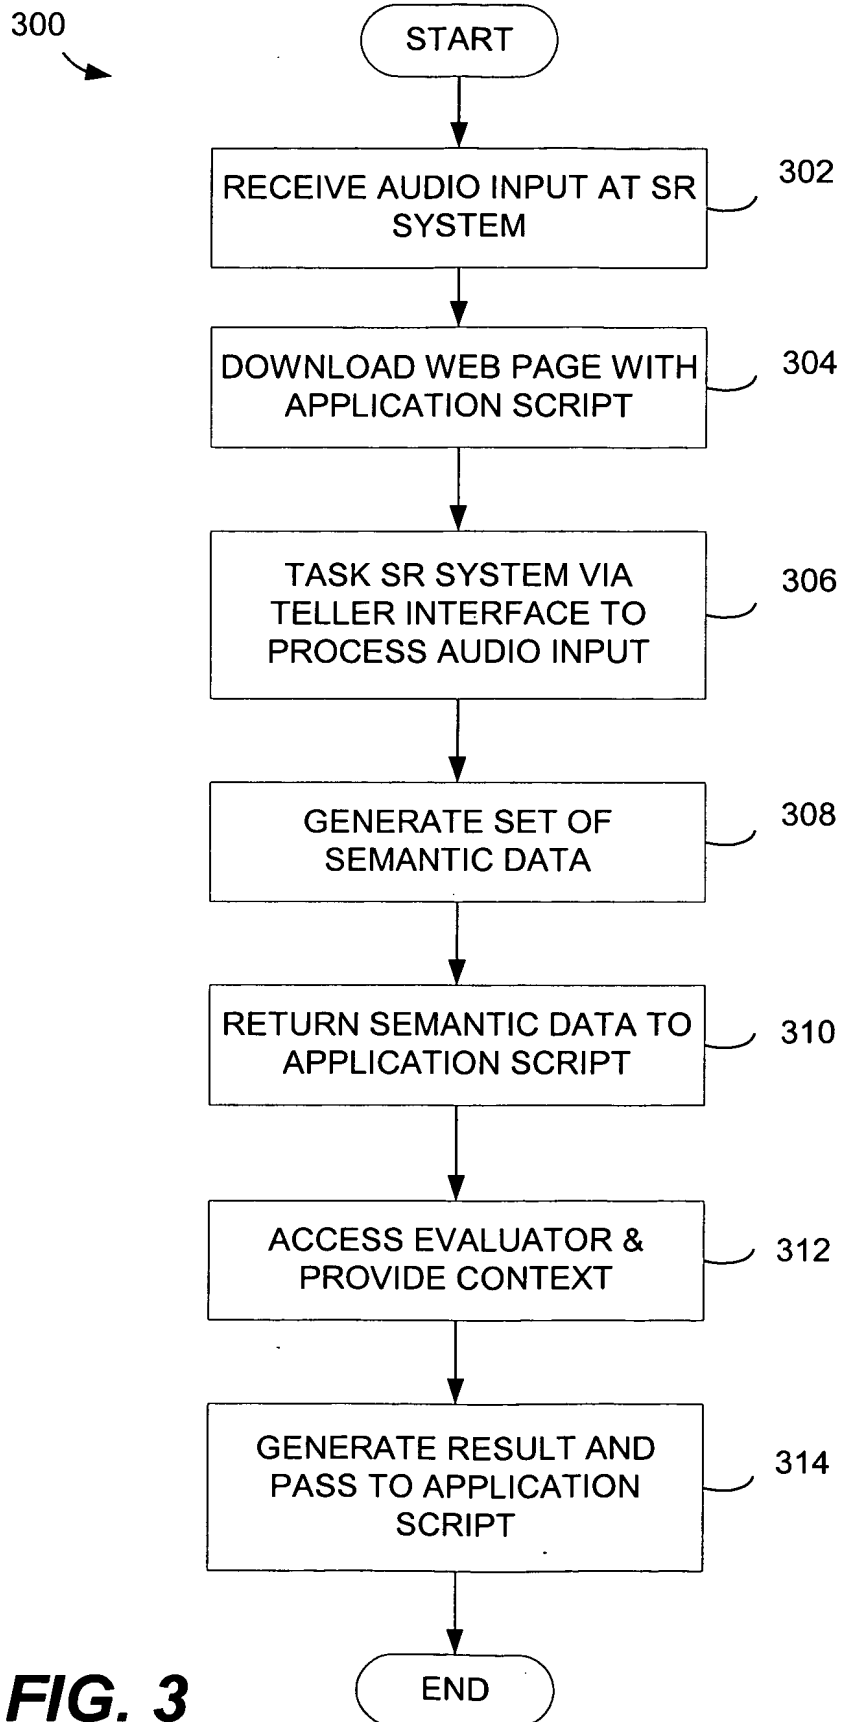 300
START
RECEIVE AUDIO INPUT AT SR
SYSTEM
302
DOWNLOAD WEB PAGE WITH
APPLICATION SCRIPT
304
TASK SR SYSTEM VIA
TELLER INTERFACE TO
PROCESS AUDIO INPUT
306
GENERATE SET OF
SEMANTIC DATA
308
RETURN SEMANTIC DATA TO
APPLICATION SCRIPT
310
ACCESS EVALUATOR &
PROVIDE CONTEXT
312
GENERATE RESULT AND
PASS TO APPLICATION
SCRIPT
314
END
FIG. 3